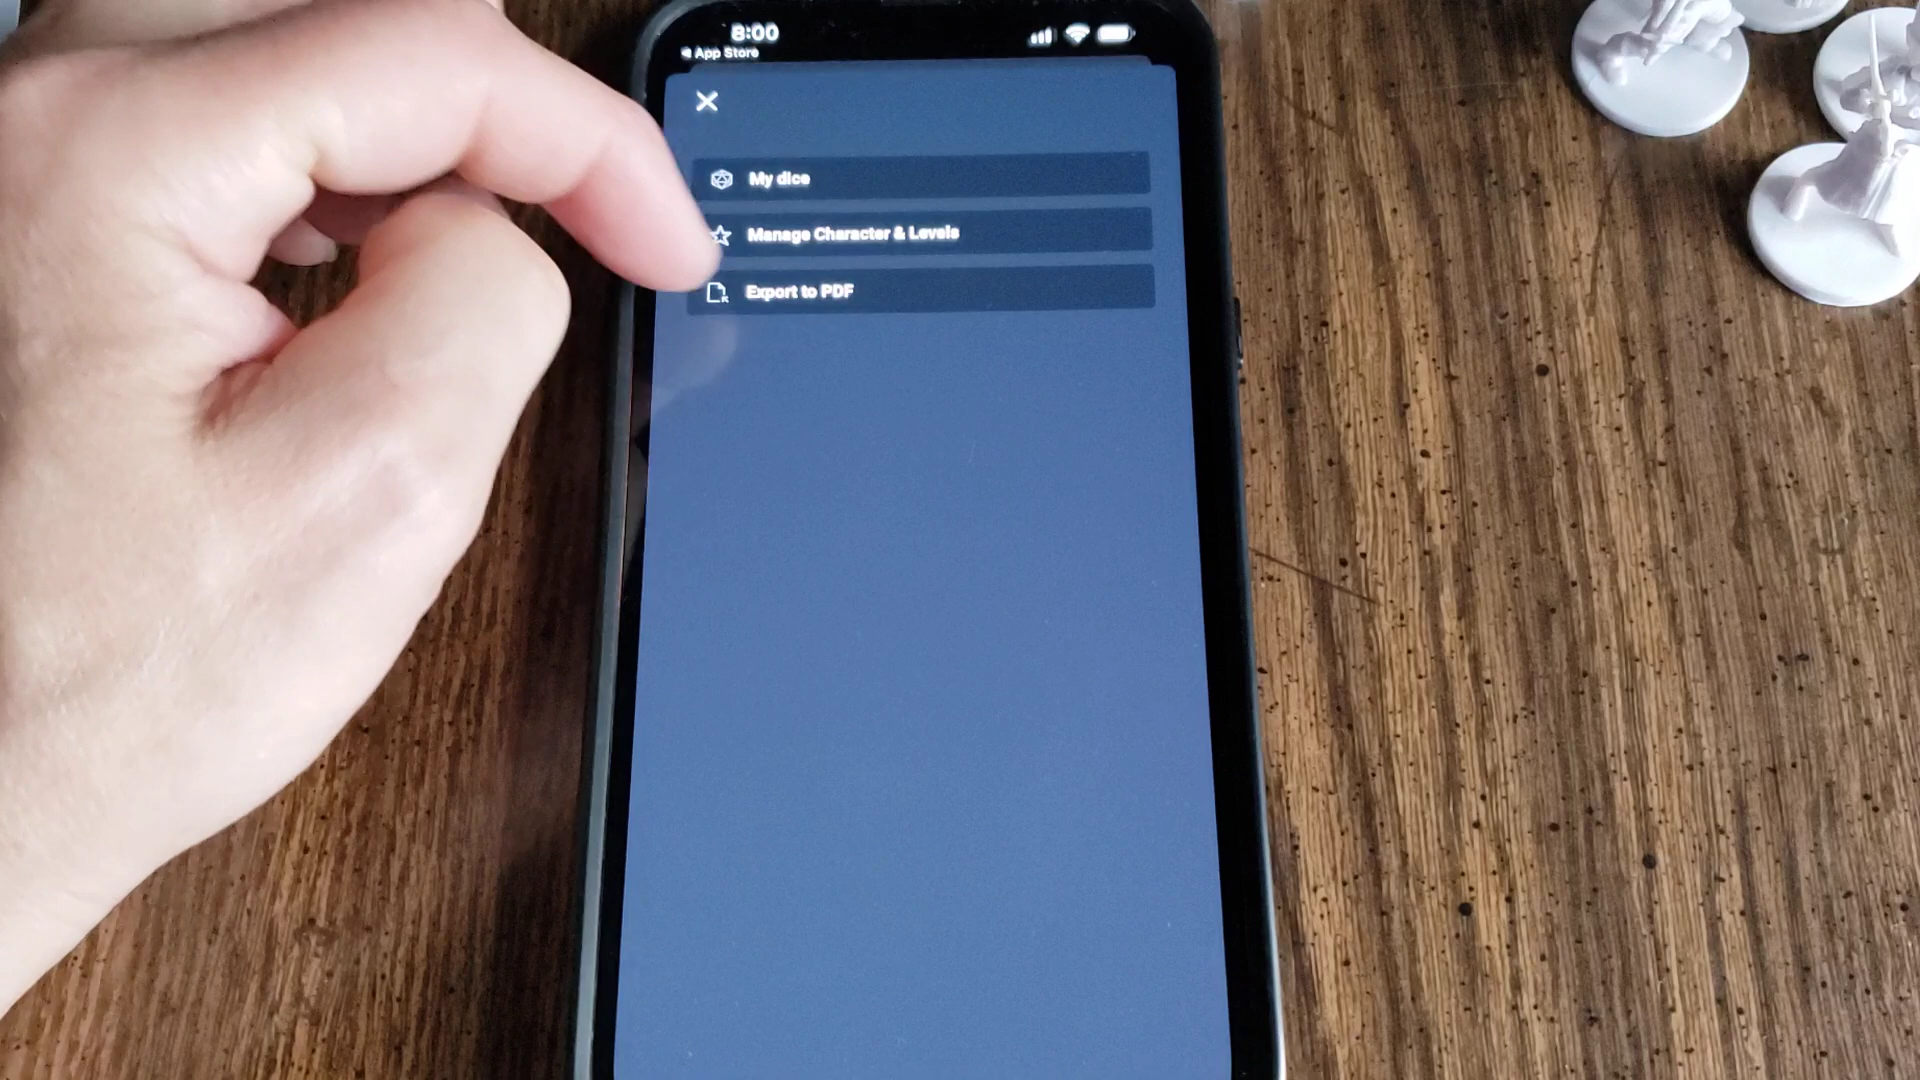 8:00
App Store
My dice
Manage Character & Levels
Export to PDF